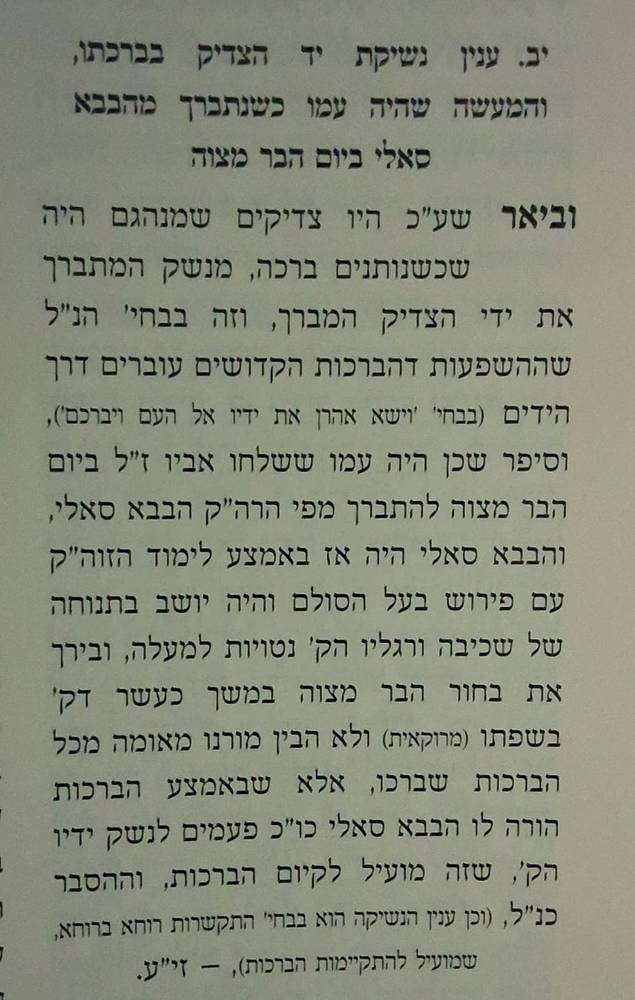 יב. ענין נשיקת יד הצדיק בברכתו,
והמעשה שהיה עמו כשנתברך מהבבא
סאלי ביום הבר מצוה
וביאר שע"כ היו צדיקים שמנהגם היה
שכשנותנים ברכה, מנשק המתברך
את ידי הצדיק המברך, וזה בבחי' הנ"ל
שההשפעות דהברכות הקדושים עוברים דרך
הידים (בבחי' 'וישא אהרן את ידיו אל העם ויברכם'),
וסיפר שכן היה עמו ששלחו אביו ז"ל ביום
הבר מצוה להתברך מפי הרה"ק הבבא סאלי,
והבבא סאלי היה אז באמצע לימוד הזוה"ק
עם פירוש בעל הסולם והיה יושב בתנוחה
של שכיבה ורגליו הק' נטויות למעלה, ובירך
את בחור הבר מצוה במשך כעשר דק'
בשפתו (מרוקאית) ולא הבין מורנו מאומה מכל
הברכות שברכו, אלא שבאמצע הברכות
הורה לו הבבא סאלי כו"כ פעמים לנשק ידיו
הק', שזה מועיל לקיום הברכות, וההסבר
כנ"ל, (וכן ענין הנשיקה הוא בבחי' התקשרות רוחא ברוחא,
שמועיל להתקיימות הברכות), – זי"ע.